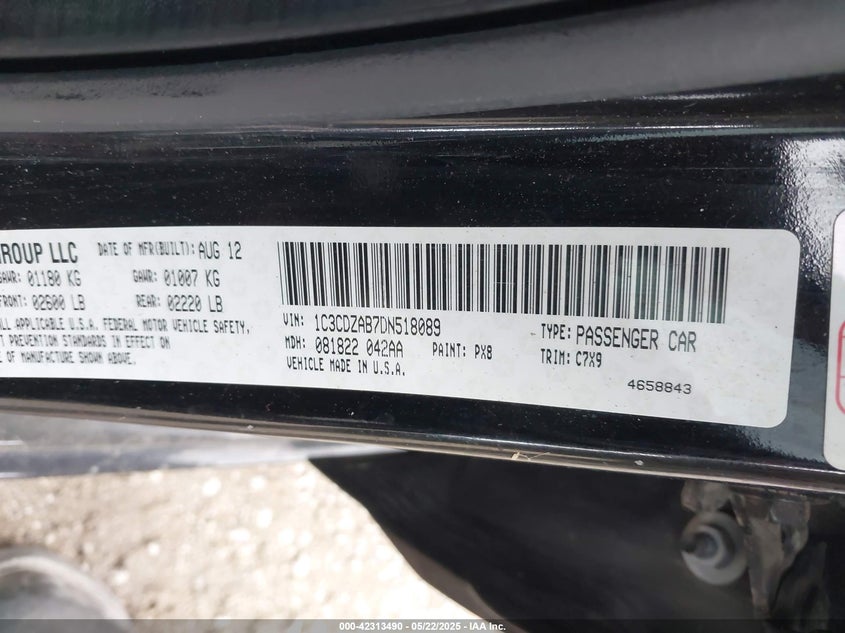 GROUP LLC DATE OF MFR(BUILT): AUG 12
GAWR: 01180 KG GAWR: 01007 KG
FRONT: 02600 LB REAR: 02220 LB
ALL APPLICABLE U.S.A. FEDERAL MOTOR VEHICLE SAFETY,
PREVENTION STANDARDS IN EFFECT ON
OF MANUFACTURE SHOWN ABOVE.
VIN: 1C3CDZAB7DN518089 TYPE: PASSENGER CAR
MDH: 081822 042AA PAINT: PX8 TRIM: C7X9
VEHICLE MADE IN U.S.A.
4658843
000-42313490 - 05/22/2025 - IAA Inc.